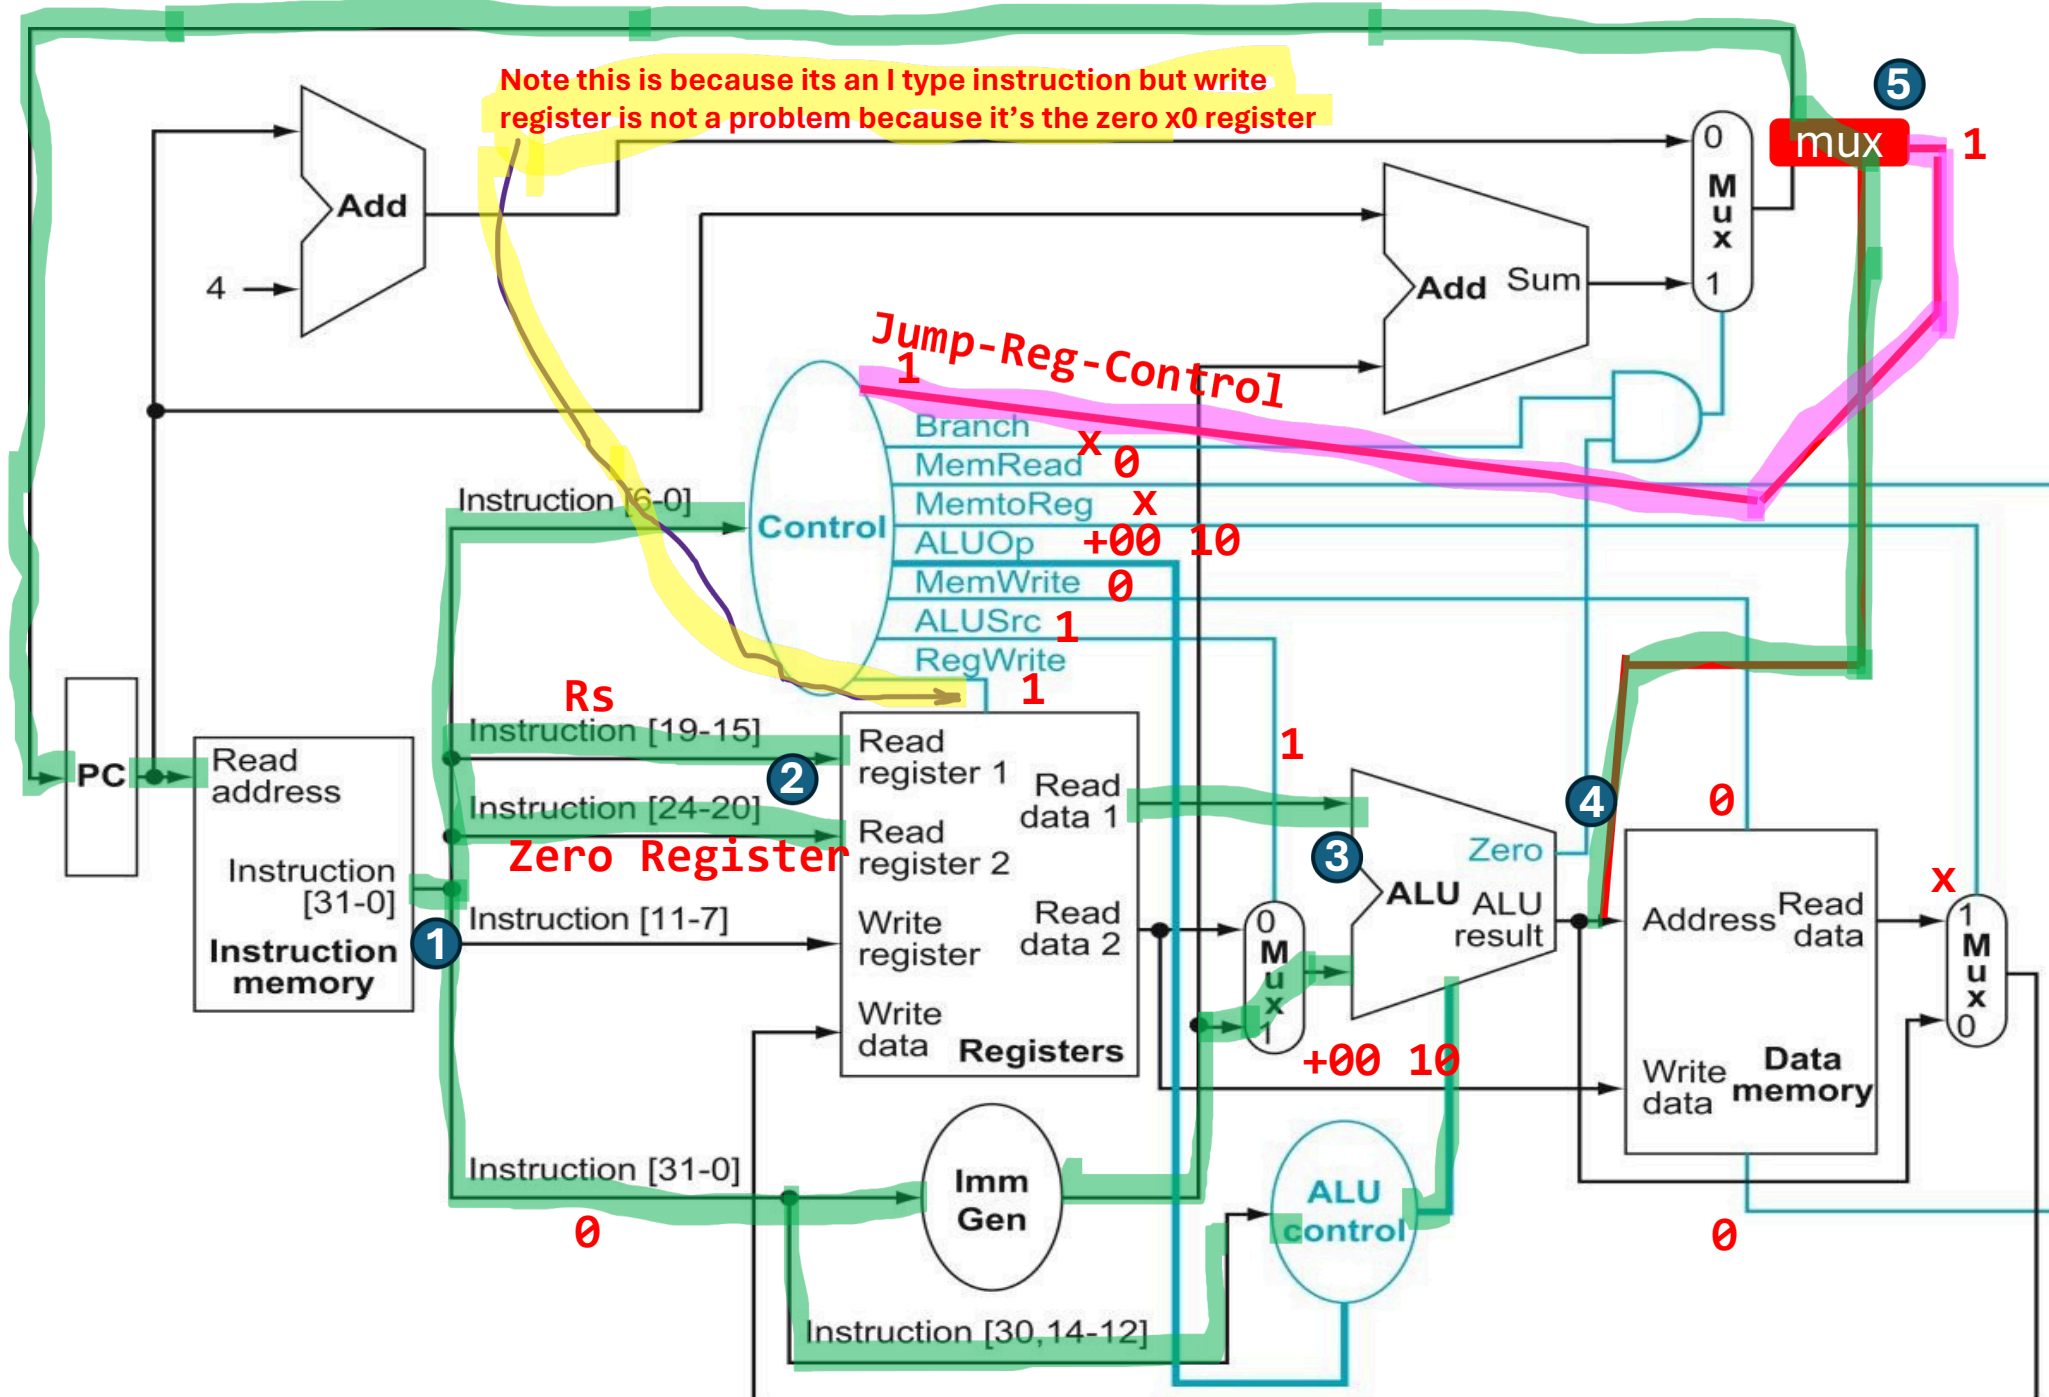 Note this is because its an I type instruction but write
register is not a problem because it's the zero x0 register
5
mux
1
0
M
u
x
1
Add
4
Add
Sum
Jump-Reg-Control
1
Branch
x
MemRead
0
MemtoReg
x
ALUOp
+00 10
MemWrite
0
ALUSrc
1
RegWrite
1
Control
Instruction [6-0]
Rs
Instruction [19-15]
2
Instruction [24-20]
Zero Register
Instruction [11-7]
PC
Read
address
Instruction
[31-0]
Instruction
memory
1
Read
register 1
Read
register 2
Write
register
Write
data
Read
data 1
Read
data 2
Registers
1
0
M
u
x
1
3
ALU
Zero
ALU
result
4
+00 10
0
Address
Read
data
Write
data
Data
memory
0
x
1
M
u
x
0
Instruction [31-0]
0
Imm
Gen
ALU
control
Instruction [30,14-12]